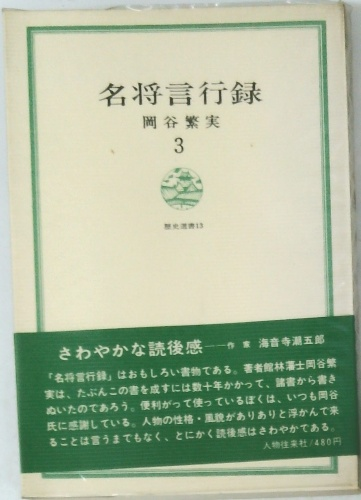 名将言行録
岡谷繁実
3
歴史選書13
さわやかな読後感——作家 海音寺潮五郎
「名将言行録」はおもしろい書物である。著者館林藩士岡谷繁
実は、たぶんこの書を成すには数十年かかって、諸書から書き
ぬいたのであろう。便利がって使っているぼくは、いつも岡谷
氏に感謝している。人物の性格・風貌がありありと浮かんで来
ることは言うまでもなく、とにかく読後感はさわやかである。
人物往来社/480円